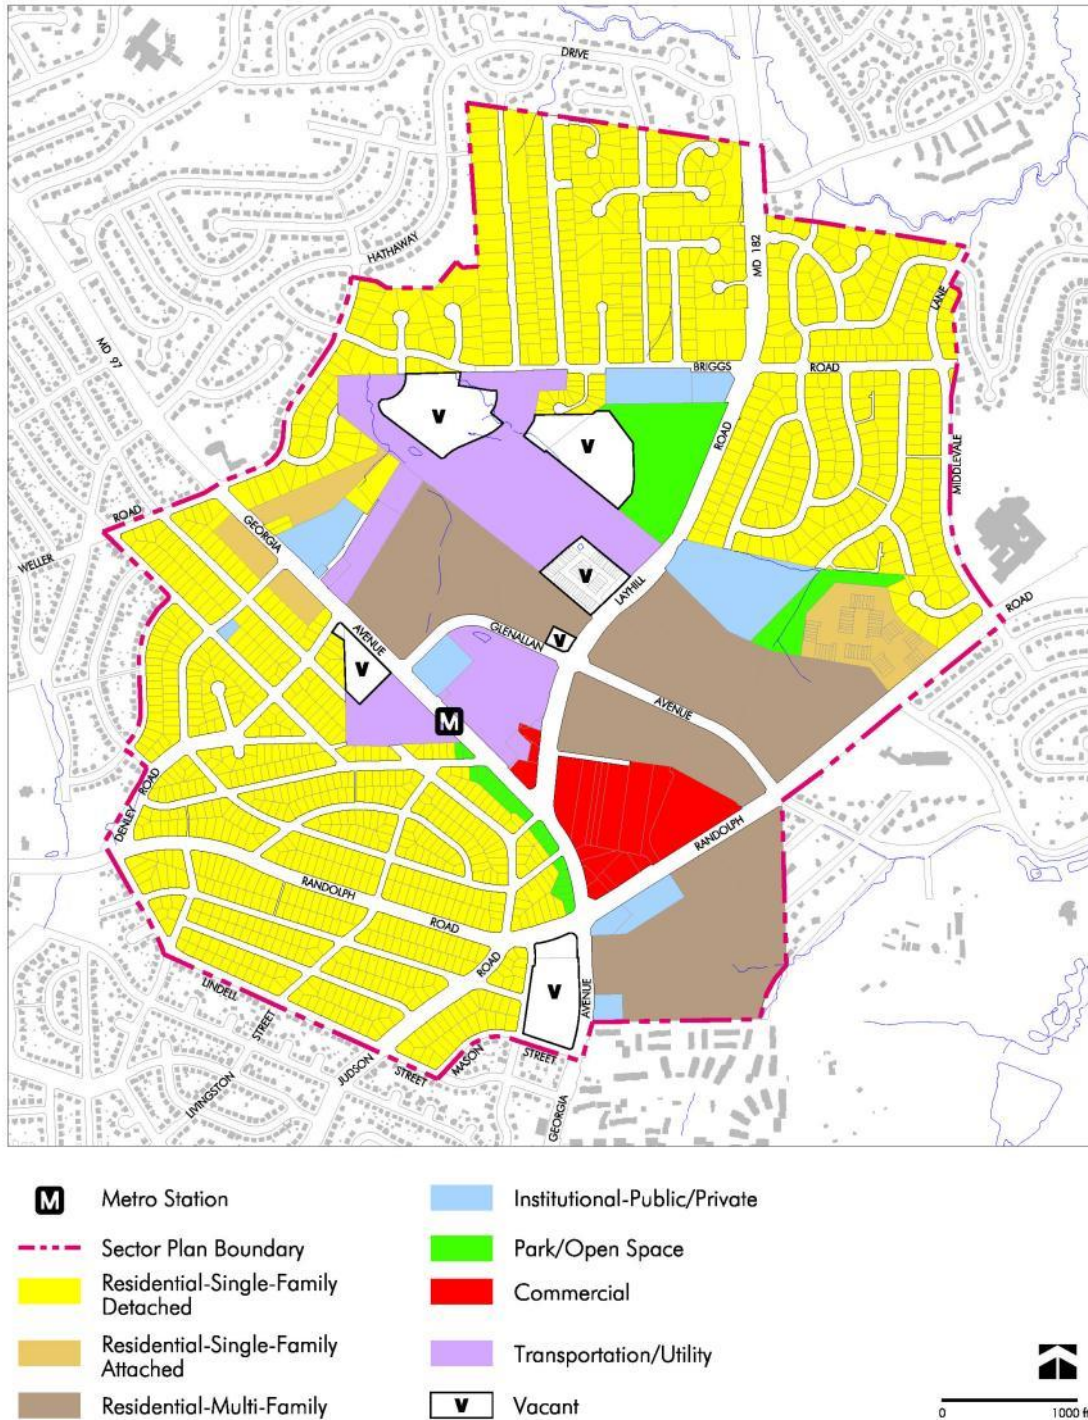 DRIVE
HATHAWAY
MD 182
LANE
MD 97
BRIGGS
ROAD
ROAD
V
V
MIDDLEVALE
ROAD
GEORGIA
WELLER
V
LAYHILL
ROAD
AVENUE
GLENALLAN
V
V
AVENUE
M
DENLEY
ROAD
RANDOLPH
RANDOLPH
ROAD
ROAD
V
AVENUE
LINDELL
STREET
STREET
MASON
JUDSON
STREET
LIVINGSTON
GEORGIA
M Metro Station
Sector Plan Boundary
Residential-Single-Family
Detached
Residential-Single-Family
Attached
Residential-Multi-Family
Institutional-Public/Private
Park/Open Space
Commercial
Transportation/Utility
V Vacant
0 1000 f